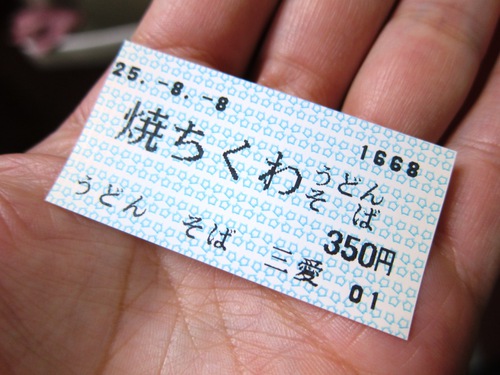 25.-8.-8
1668
焼ちくわ うどん
そば
350円
うどん そば 三愛
01